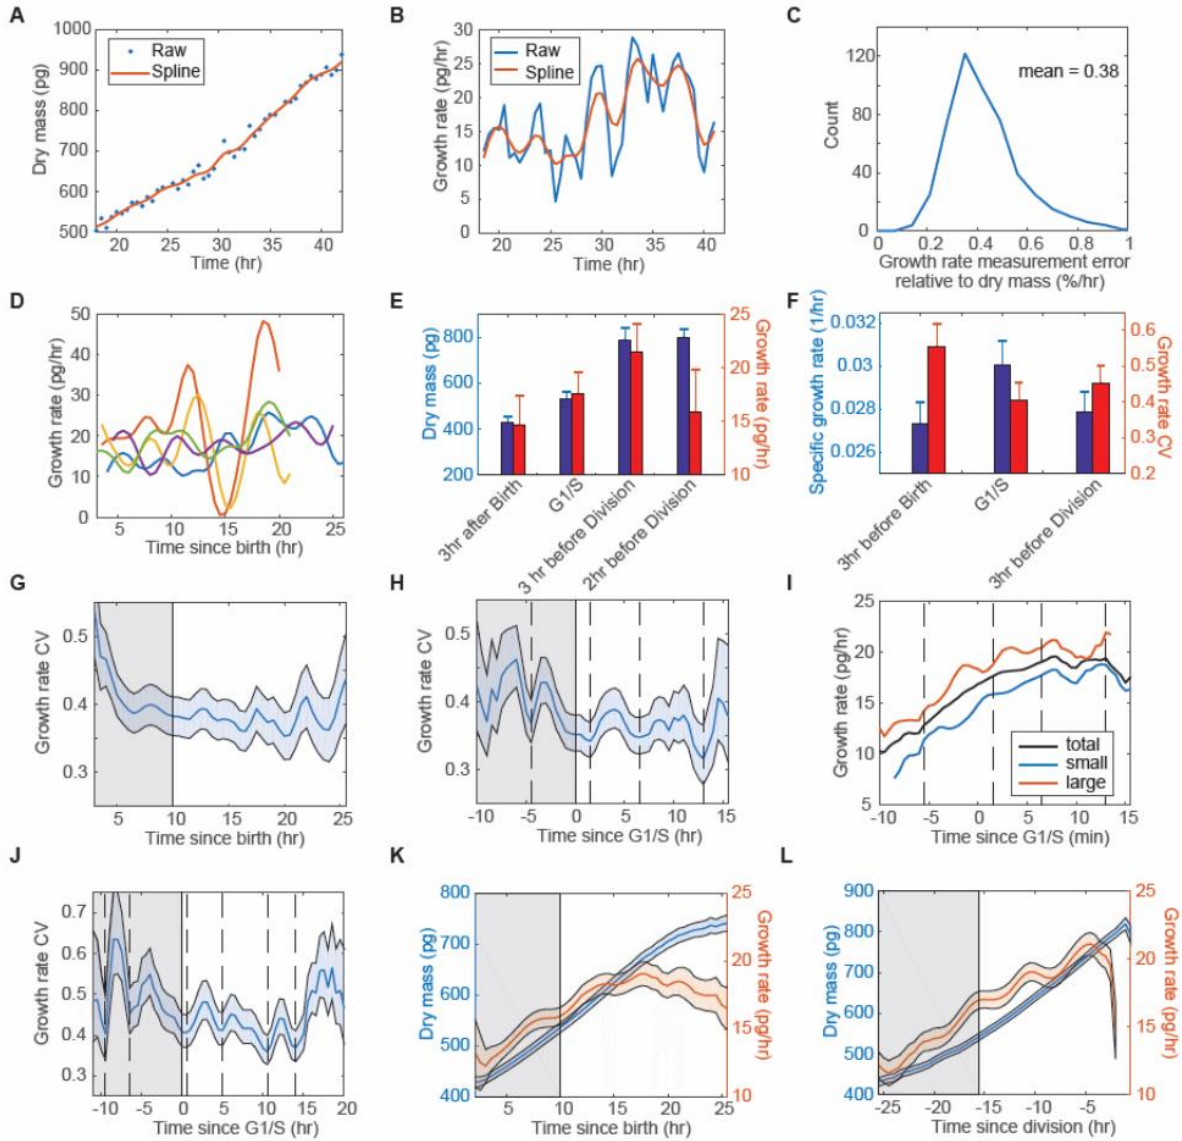 A
1000
900
800
700
600
500
Dry mass (pg)
Raw
Spline
20 25 30 35 40
Time (hr)
B
30
25
20
15
10
5
0
Growth rate (pg/hr)
Raw
Spline
20 25 30 35 40
Time (hr)
C
120
80
40
0
Count
mean = 0.38
0 0.2 0.4 0.6 0.8 1
Growth rate measurement error
relative to dry mass (%/hr)
D
50
40
30
20
10
0
Growth rate (pg/hr)
5 10 15 20 25
Time since birth (hr)
E
800
600
400
200
Dry mass (pg)
25
20
15
10
Growth rate
(pg/hr)
3hr after Birth
G1/S
3 hr before Division
2hr before Division
F
0.032
0.03
0.028
0.026
Specific growth rate (1/hr)
0.6
0.5
0.4
0.3
0.2
Growth
rate CV
3hr before Birth
G1/S
3hr before Division
G
0.5
0.4
0.3
Growth rate CV
5 10 15 20 25
Time since birth (hr)
H
0.5
0.4
0.3
Growth rate CV
-10 -5 0 5 10 15
Time since G1/S (hr)
I
25
20
15
10
5
Growth rate (pg/hr)
total
small
large
-10 -5 0 5 10 15
Time since G1/S (min)
J
0.7
0.6
0.5
0.4
0.3
Growth rate CV
-10 -5 0 5 10 15 20
Time since G1/S (hr)
K
800
700
600
500
400
Dry mass (pg)
25
20
15
10
Growth rate
(pg/hr)
5 10 15 20 25
Time since birth (hr)
L
900
800
700
600
500
400
Dry mass (pg)
25
20
15
10
Growth rate
(pg/hr)
-25 -20 -15 -10 -5
Time since division (hr)